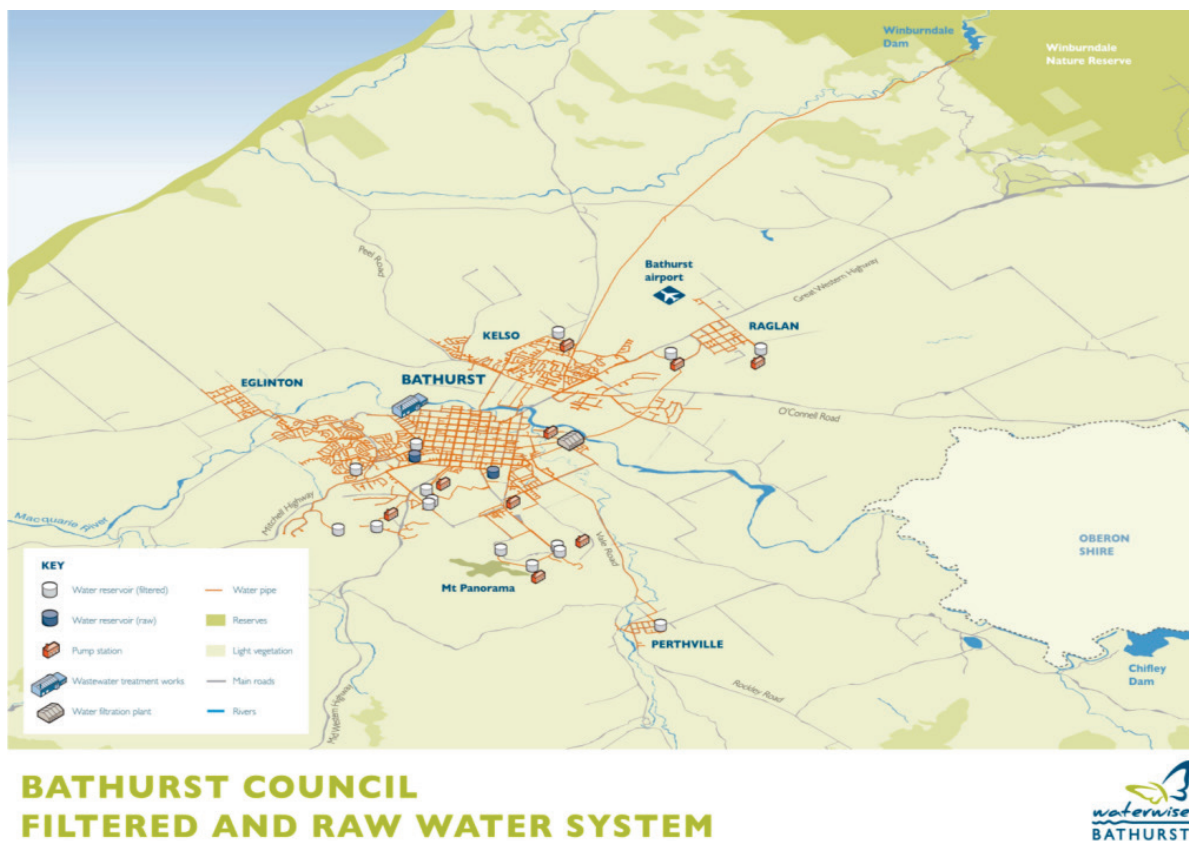 Winburndale
Dam
Winburndale
Nature Reserve
Peel Road
Bathurst
airport
Great Western Highway
KELSO
RAGLAN
EGLINTON
BATHURST
O'Connell Road
Mitchell Highway
Macquarie River
Vale Road
OBERON
SHIRE
Mt Panorama
PERTHVILLE
Chifley
Dam
Rockley Road
Mid Western Highway
KEY
Water reservoir (filtered)
Water pipe
Water reservoir (raw)
Reserves
Pump station
Light vegetation
Wastewater treatment works
Main roads
Water filtration plant
Rivers
BATHURST COUNCIL
FILTERED AND RAW WATER SYSTEM
waterwise
BATHURST